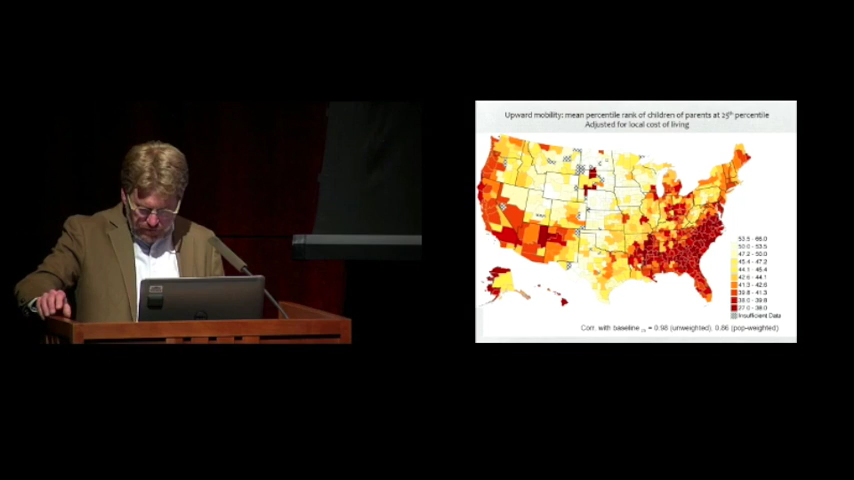 Upward mobility: mean percentile rank of children of parents at 25th percentile
Adjusted for local cost of living
53.5 - 66.0
50.0 - 53.5
47.2 - 50.0
45.4 - 47.2
44.1 - 45.4
42.6 - 44.1
41.3 - 42.6
39.8 - 41.3
38.0 - 39.8
27.0 - 38.0
Insufficient Data
Corr. with baseline = 0.98 (unweighted), 0.86 (pop-weighted)